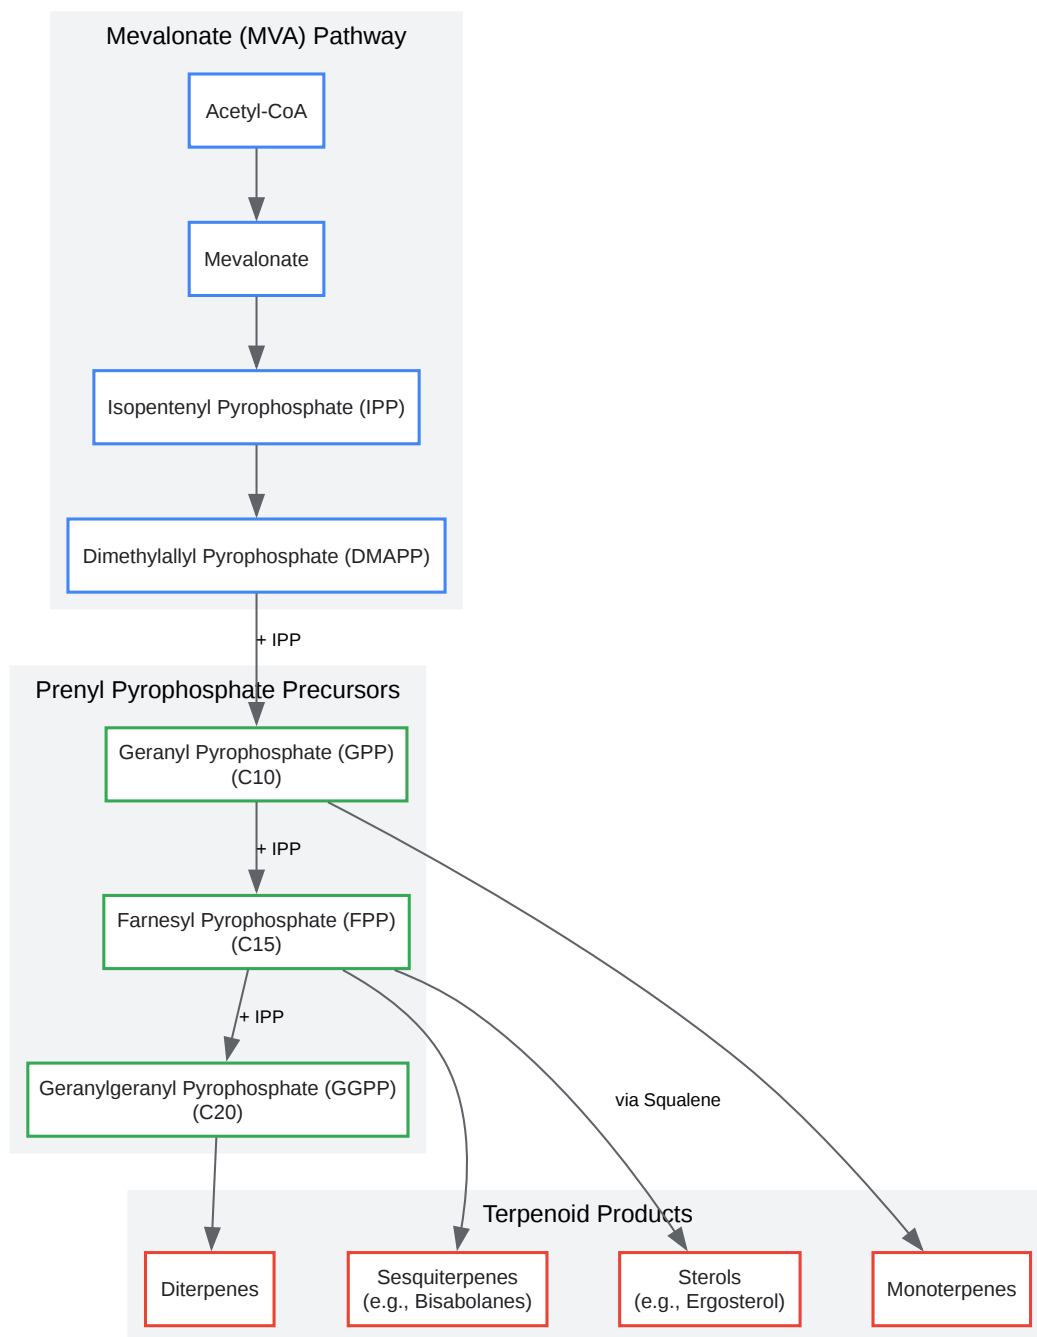 Mevalonate (MVA) Pathway
Acetyl-CoA
Mevalonate
Isopentenyl Pyrophosphate (IPP)
Dimethylallyl Pyrophosphate (DMAPP)
+ IPP
Prenyl Pyrophosphate Precursors
Geranyl Pyrophosphate (GPP)
(C10)
+ IPP
Farnesyl Pyrophosphate (FPP)
(C15)
+ IPP
Geranylgeranyl Pyrophosphate (GGPP)
(C20)
via Squalene
Terpenoid Products
Diterpenes
Sesquiterpenes
(e.g., Bisabolanes)
Sterols
(e.g., Ergosterol)
Monoterpenes